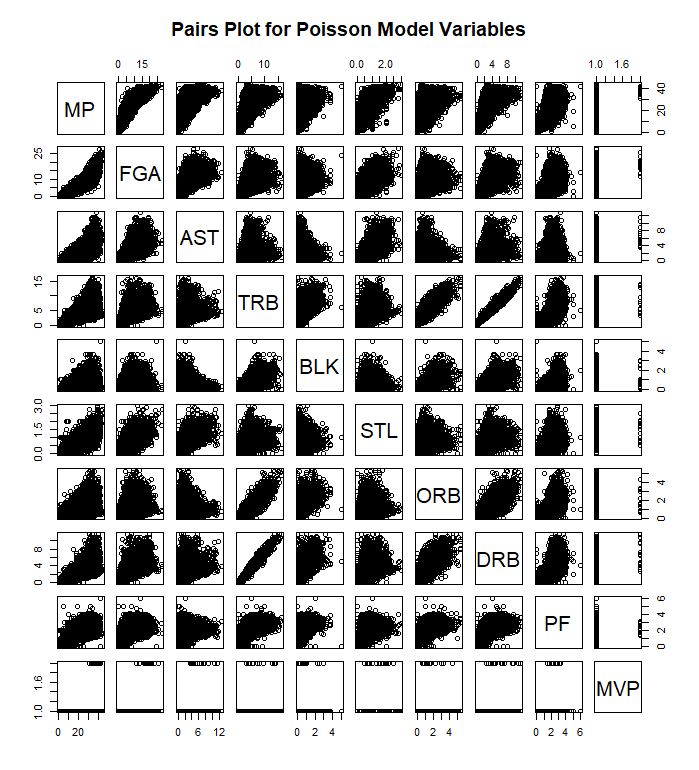 Pairs Plot for Poisson Model Variables
0 15 0 10 0.0 2.0 0 2 4 8 1.0 1.6
MP 0 20 40
0 10 25 FGA
AST 0 4 8
0 5 15 TRB
BLK 0 2 4
0.0 1.5 3.0 STL
ORB 0 2 4
0 4 8 DRB
PF 0 2 4 6
1.0 1.6 MVP
0 20 0 6 12 0 2 4 0 2 4 0 2 4 6